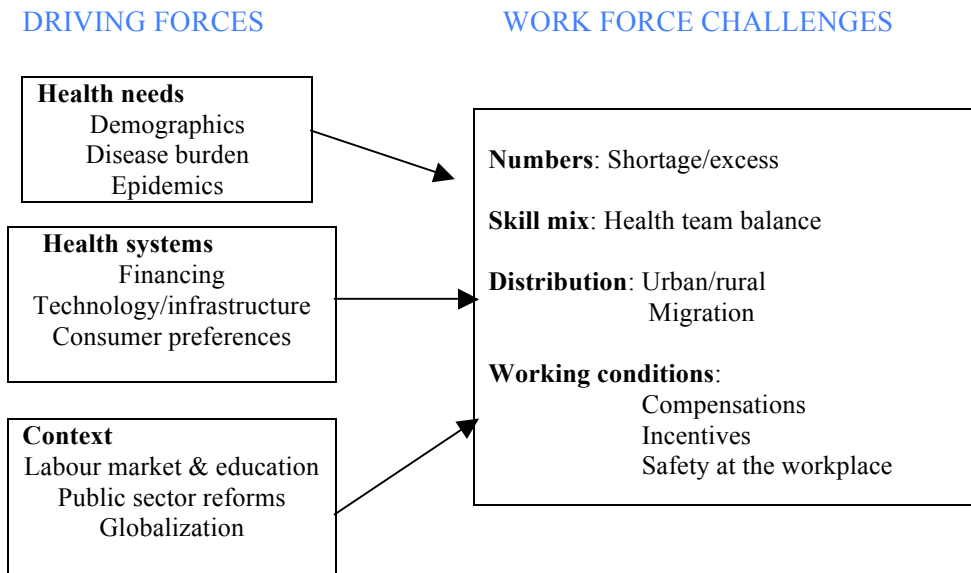 DRIVING FORCES
WORK FORCE CHALLENGES
Health needs
Demographics
Disease burden
Epidemics
Health systems
Financing
Technology/infrastructure
Consumer preferences
Context
Labour market & education
Public sector reforms
Globalization
Numbers: Shortage/excess
Skill mix: Health team balance
Distribution: Urban/rural
Migration
Working conditions:
Compensations
Incentives
Safety at the workplace